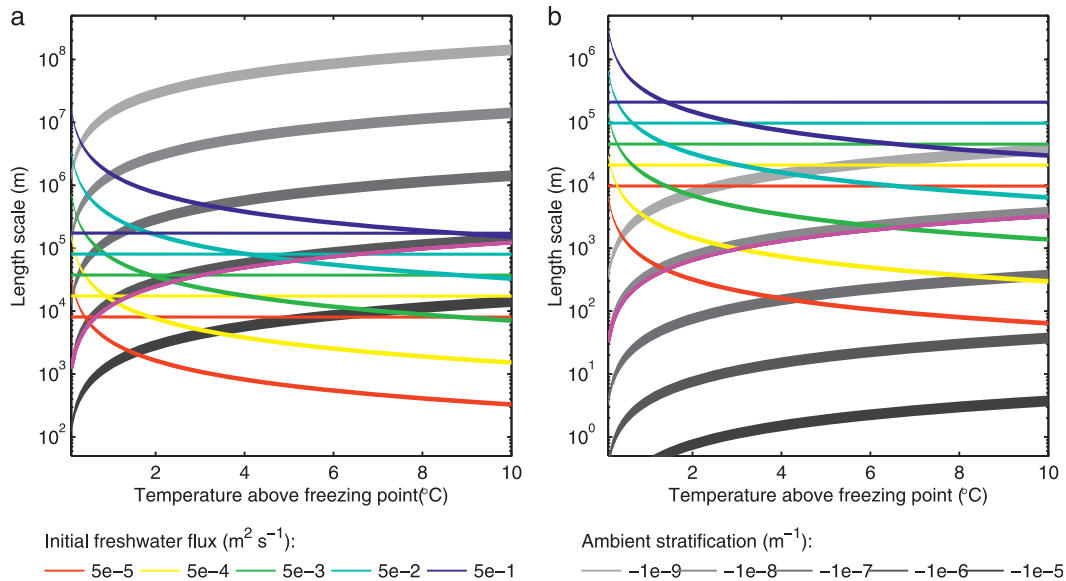 a
b
Length scale (m)
10^8
10^7
10^6
10^5
10^4
10^3
10^2
2
4
6
8
10
Temperature above freezing point(°C)
Length scale (m)
10^6
10^5
10^4
10^3
10^2
10^1
10^0
2
4
6
8
10
Temperature above freezing point (°C)
Initial freshwater flux (m² s⁻¹):
5e−5 5e−4 5e−3 5e−2 5e−1
Ambient stratification (m⁻¹):
−1e−9 −1e−8 −1e−7 −1e−6 −1e−5